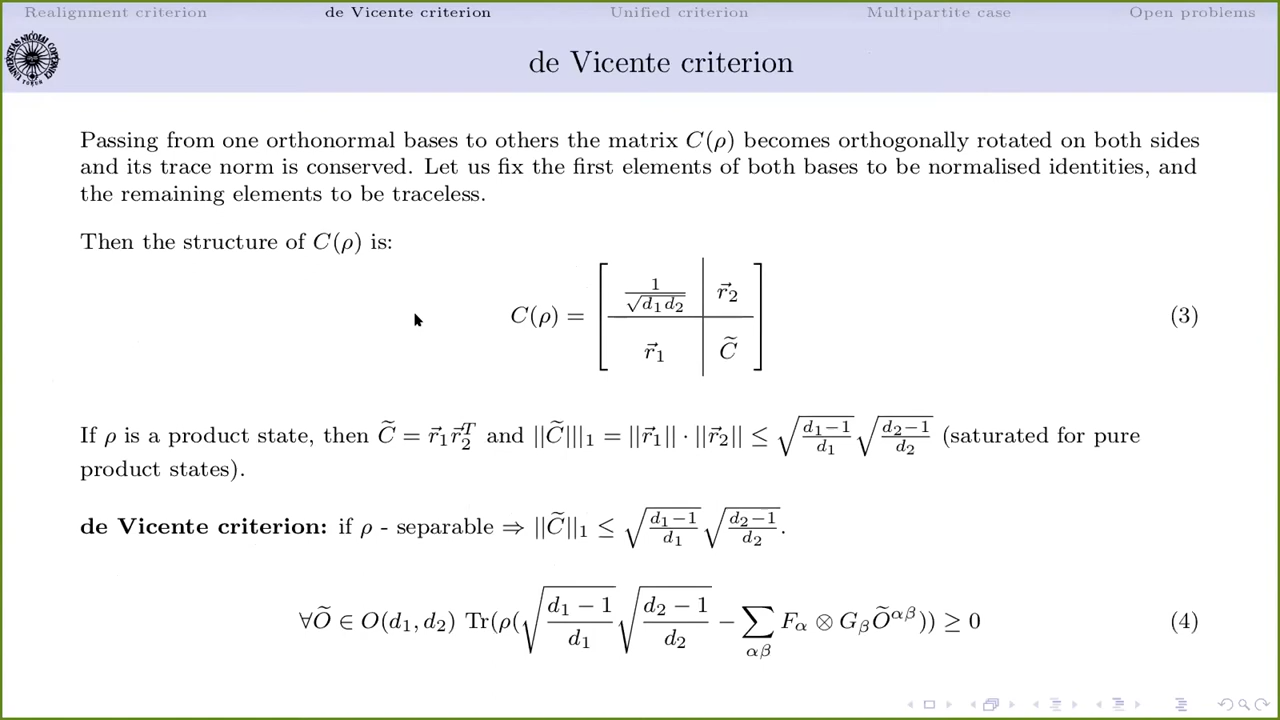 Realignment criterion de Vicente criterion Unified criterion Multipartite case Open problems
de Vicente criterion
Passing from one orthonormal bases to others the matrix C(ρ) becomes orthogonally rotated on both sides
and its trace norm is conserved. Let us fix the first elements of both bases to be normalised identities, and
the remaining elements to be traceless.
Then the structure of C(ρ) is:
C(ρ) = [ 1/√(d₁d₂) | r⃗₂ ; r⃗₁ | C̃ ] (3)
If ρ is a product state, then C̃ = r⃗₁r⃗₂ᵀ and ||C̃|||₁ = ||r⃗₁|| · ||r⃗₂|| ≤ √((d₁−1)/d₁) √((d₂−1)/d₂) (saturated for pure
product states).
de Vicente criterion: if ρ - separable ⇒ ||C̃||₁ ≤ √((d₁−1)/d₁) √((d₂−1)/d₂).
∀Õ ∈ O(d₁, d₂) Tr(ρ(√((d₁ − 1)/d₁) √((d₂ − 1)/d₂) − ∑_{αβ} F_α ⊗ G_β Õ^{αβ})) ≥ 0 (4)